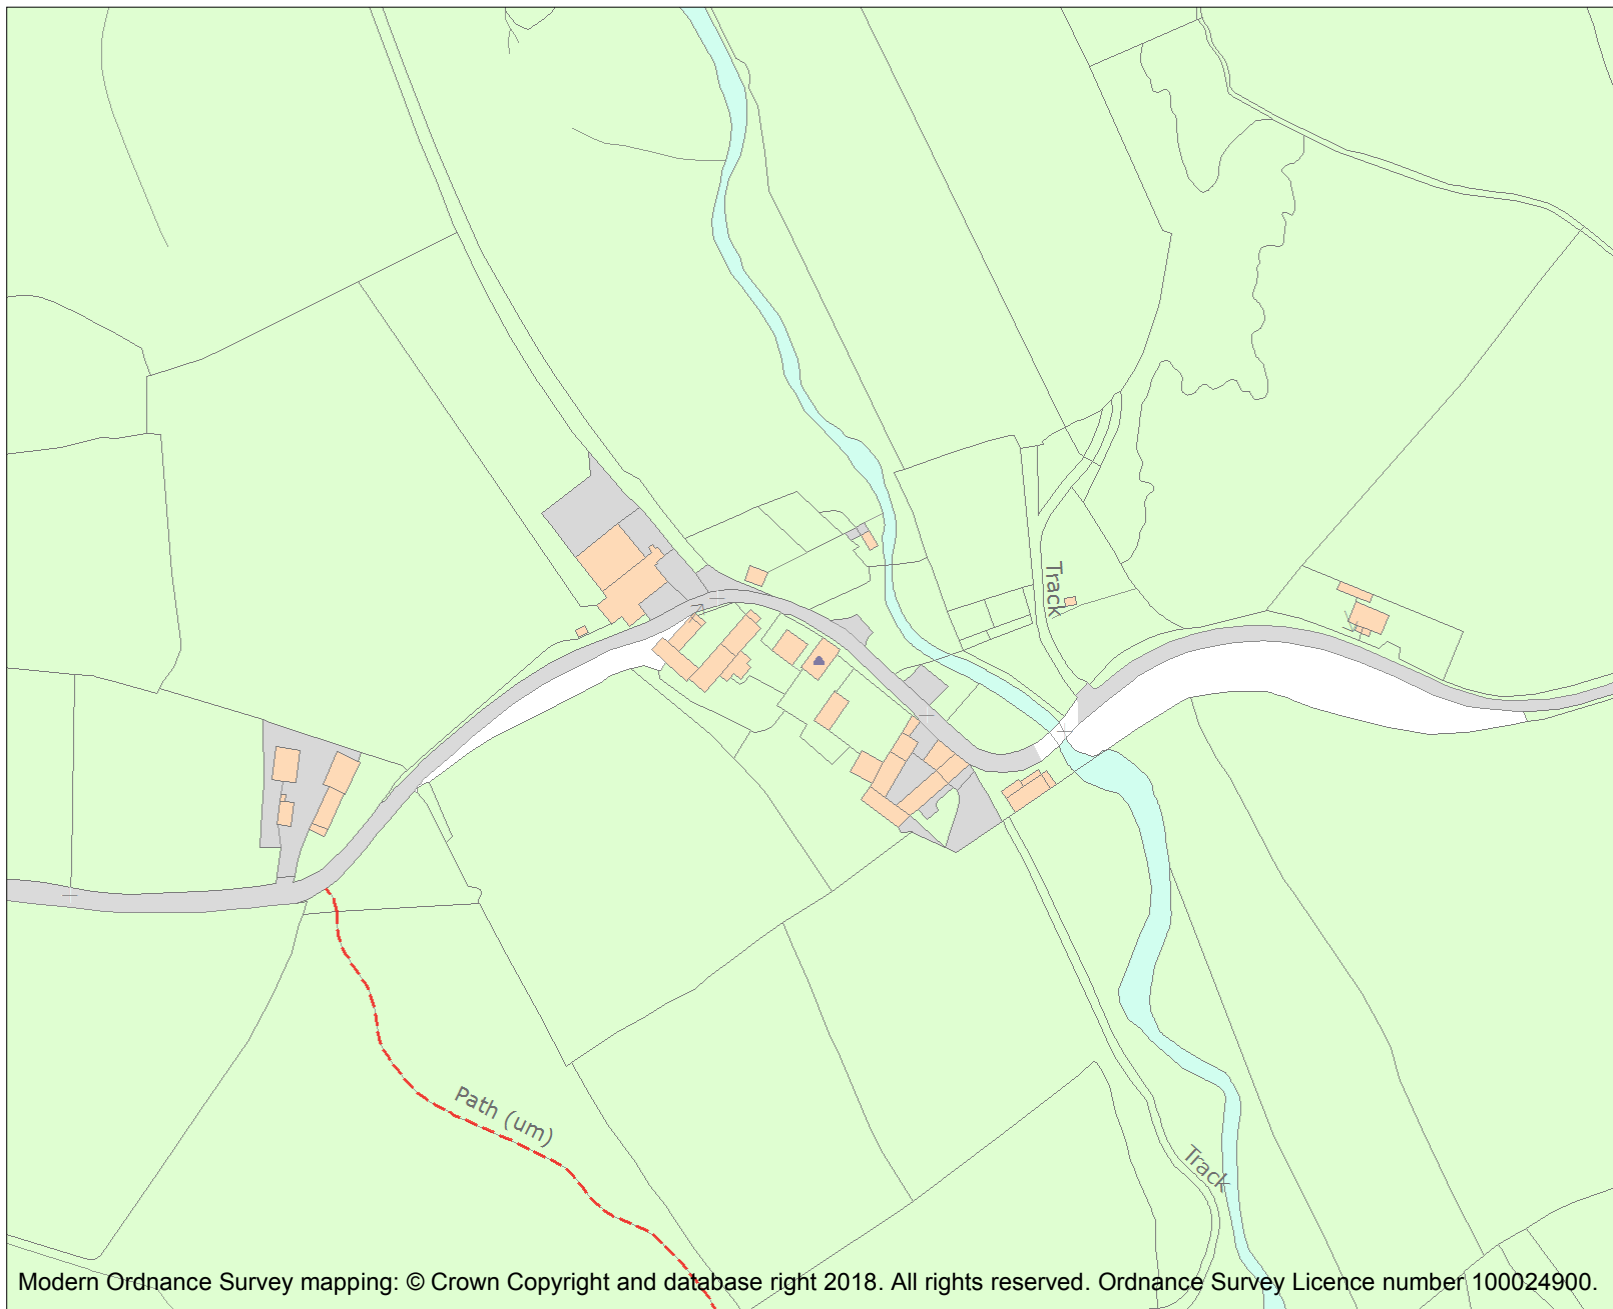 Track
Path (um)
Track
Modern Ordnance Survey mapping: © Crown Copyright and database right 2018. All rights reserved. Ordnance Survey Licence number 100024900.